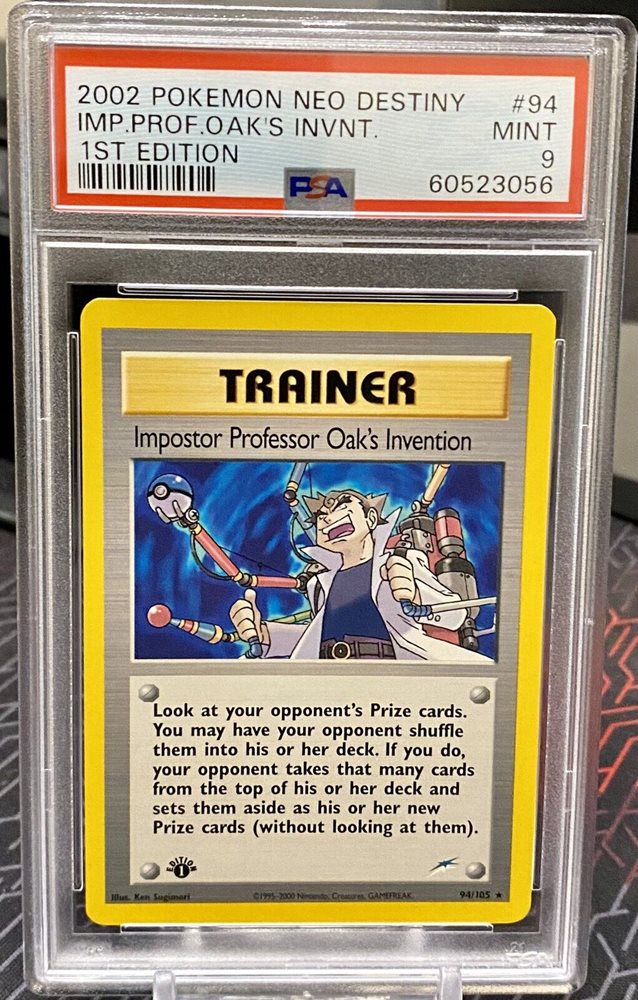 2002 POKEMON NEO DESTINY #94
IMP.PROF.OAK'S INVNT. MINT
1ST EDITION 9
PSA 60523056
TRAINER
Impostor Professor Oak's Invention
Look at your opponent's Prize cards.
You may have your opponent shuffle
them into his or her deck. If you do,
your opponent takes that many cards
from the top of his or her deck and
sets them aside as his or her new
Prize cards (without looking at them).
EDITION 1
Illus. Ken Sugimori ©1995-2000 Nintendo, Creatures, GAMEFREAK. 94/105 ★